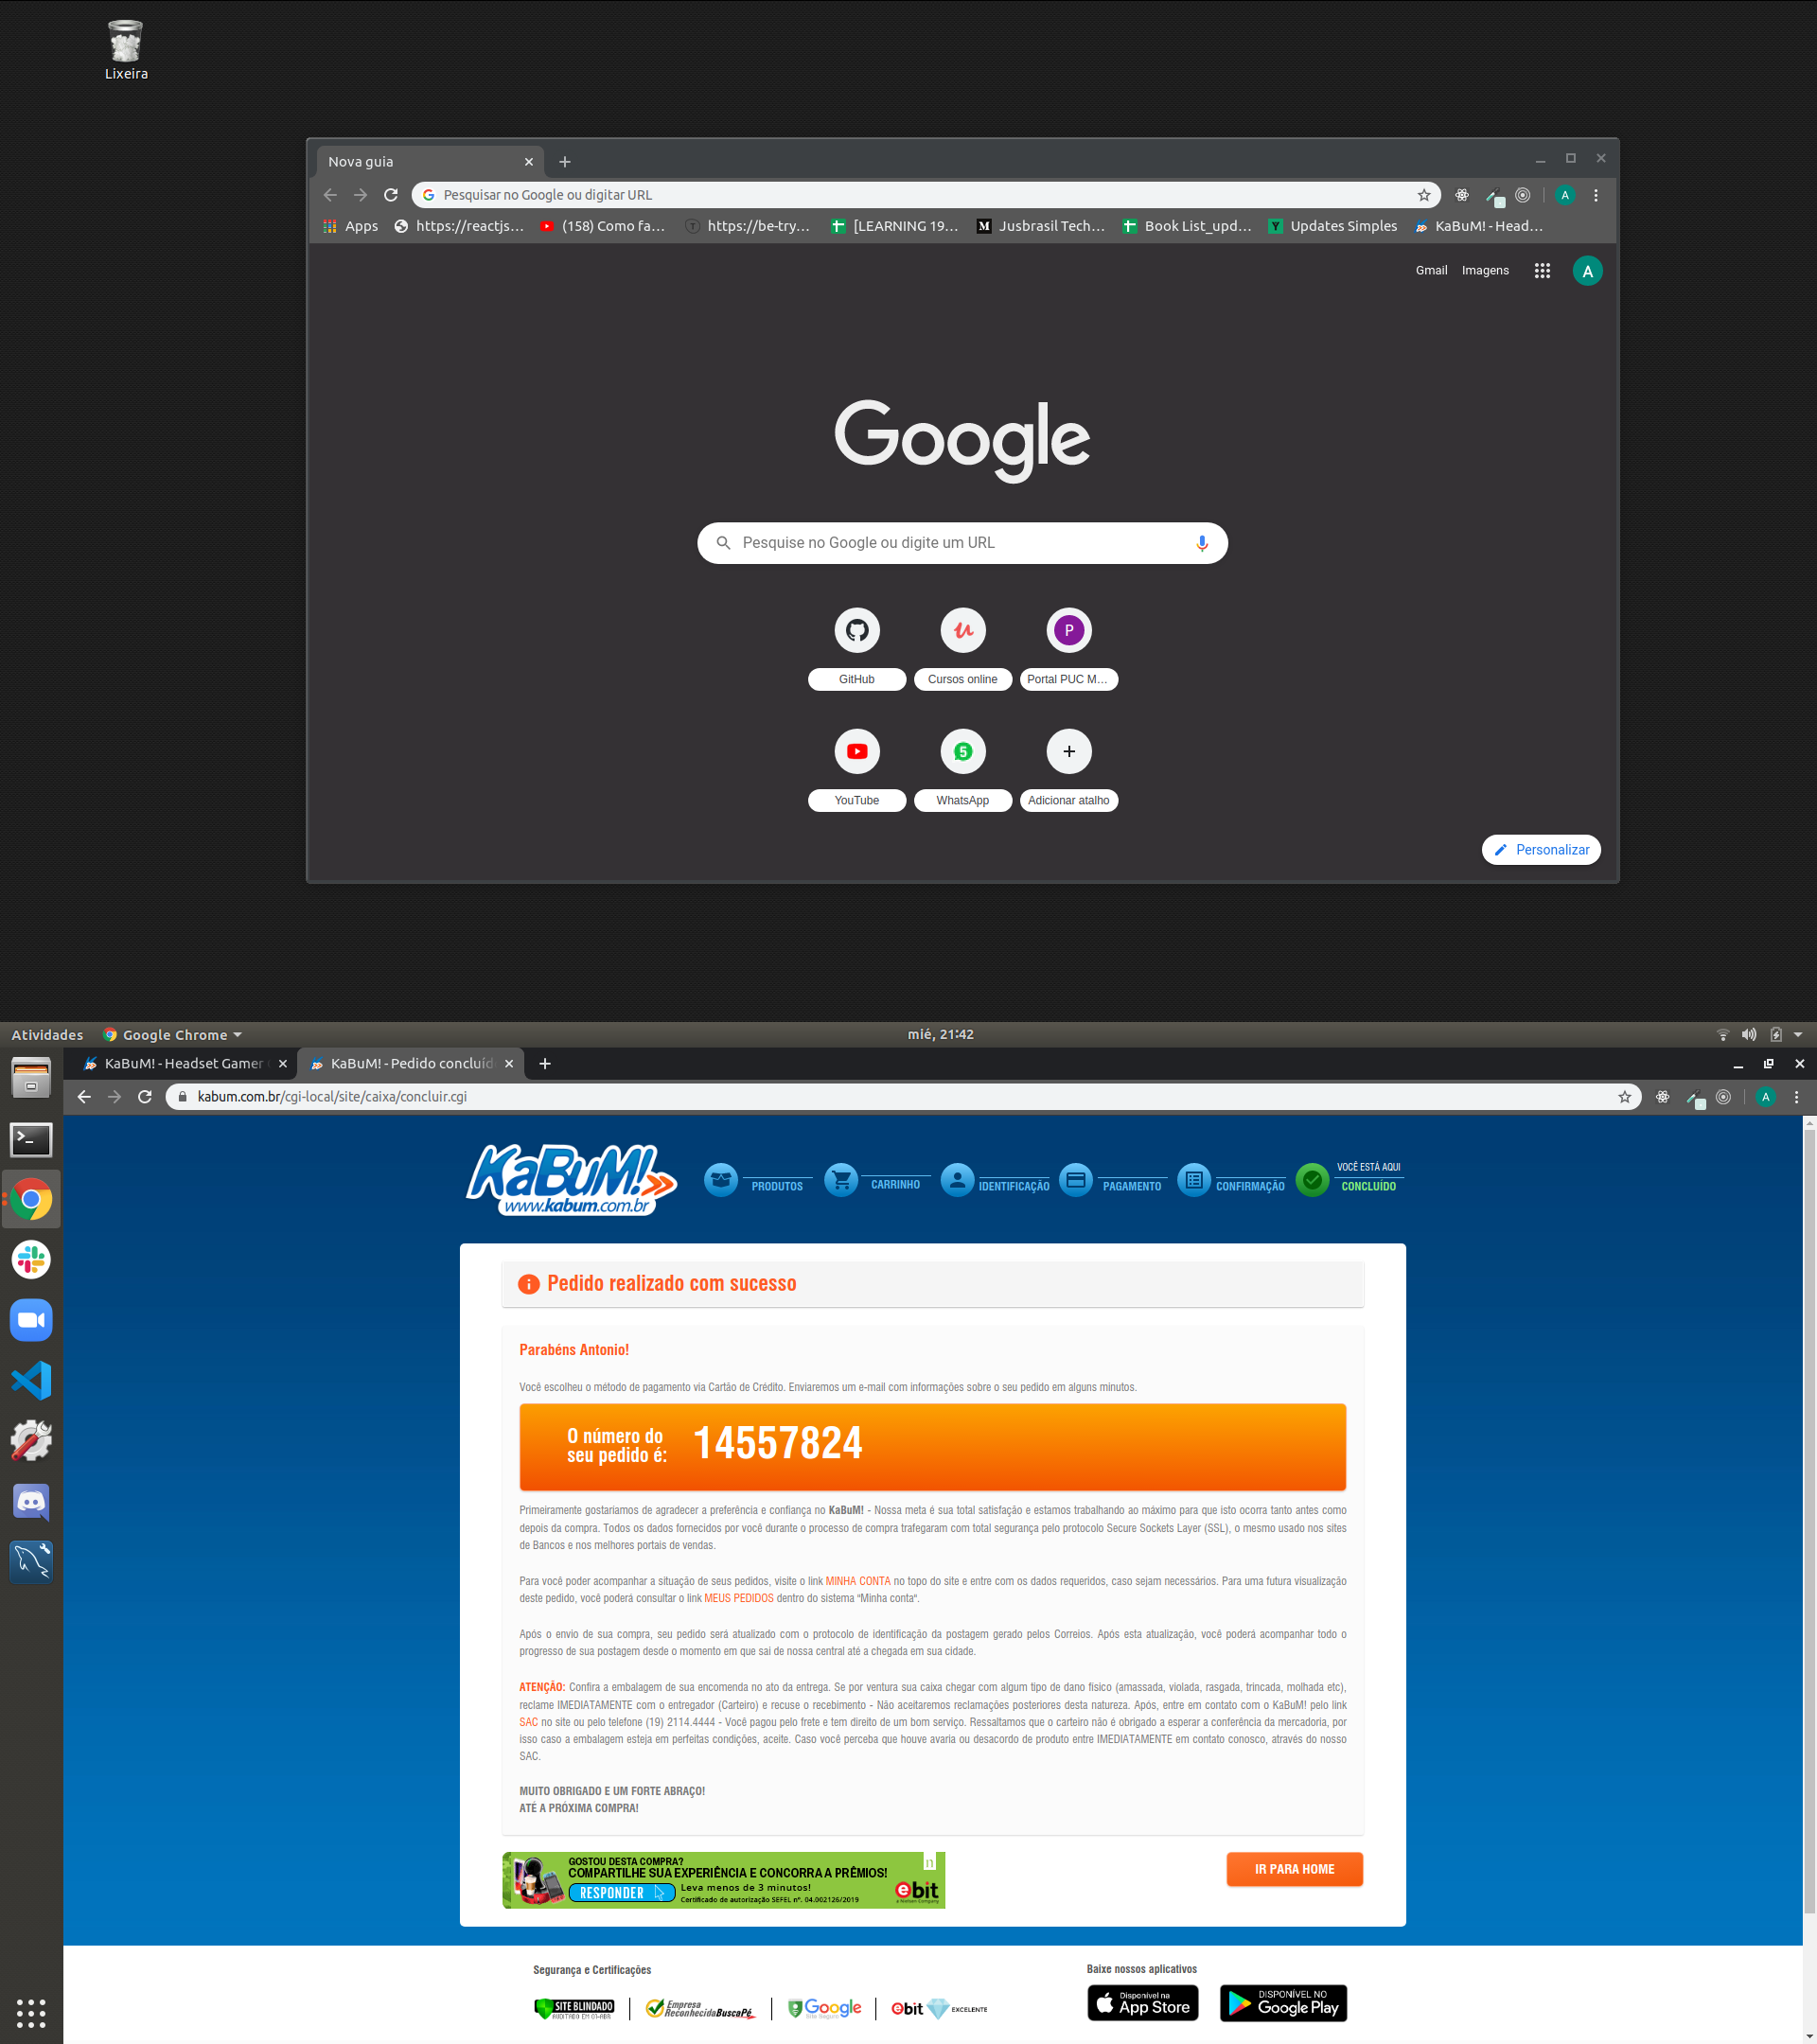 Lixeira
Nova guia
Pesquisar no Google ou digitar URL
A
Apps
https://reactjs...
(158) Como fa...
https://be-try...
[LEARNING 19...
Jusbrasil Tech...
Book List_upd...
Updates Simples
KaBuM! - Head...
Gmail
Imagens
A
Google
Pesquise no Google ou digite um URL
GitHub
Cursos online
P
Portal PUC M...
YouTube
5
WhatsApp
Adicionar atalho
Personalizar
Atividades
Google Chrome
mié, 21:42
KaBuM! - Headset Gamer
KaBuM! - Pedido concluíd
kabum.com.br/cgi-local/site/caixa/concluir.cgi
A
KaBuM!
www.kabum.com.br
PRODUTOS
CARRINHO
IDENTIFICAÇÃO
PAGAMENTO
CONFIRMAÇÃO
VOCÊ ESTÁ AQUI
CONCLUÍDO
Pedido realizado com sucesso
Parabéns Antonio!
Você escolheu o método de pagamento via Cartão de Crédito. Enviaremos um e-mail com informações sobre o seu pedido em alguns minutos.
O número do
seu pedido é:
14557824
Primeiramente gostaríamos de agradecer a preferência e confiança no KaBuM! - Nossa meta é sua total satisfação e estamos trabalhando ao máximo para que isto ocorra tanto antes como
depois da compra. Todos os dados fornecidos por você durante o processo de compra trafegaram com total segurança pelo protocolo Secure Sockets Layer (SSL), o mesmo usado nos sites
de Bancos e nos melhores portais de vendas.
Para você poder acompanhar a situação de seus pedidos, visite o link MINHA CONTA no topo do site e entre com os dados requeridos, caso sejam necessários. Para uma futura visualização
deste pedido, você poderá consultar o link MEUS PEDIDOS dentro do sistema "Minha conta".
Após o envio de sua compra, seu pedido será atualizado com o protocolo de identificação da postagem gerado pelos Correios. Após esta atualização, você poderá acompanhar todo o
progresso de sua postagem desde o momento em que sai de nossa central até a chegada em sua cidade.
ATENÇÃO: Confira a embalagem de sua encomenda no ato da entrega. Se por ventura sua caixa chegar com algum tipo de dano físico (amassada, violada, rasgada, trincada, molhada etc),
reclame IMEDIATAMENTE com o entregador (Carteiro) e recuse o recebimento - Não aceitaremos reclamações posteriores desta natureza. Após, entre em contato com o KaBuM! pelo link
SAC no site ou pelo telefone (19) 2114.4444 - Você pagou pelo frete e tem direito de um bom serviço. Ressaltamos que o carteiro não é obrigado a esperar a conferência da mercadoria, por
isso caso a embalagem esteja em perfeitas condições, aceite. Caso você perceba que houve avaria ou desacordo de produto entre IMEDIATAMENTE em contato conosco, através do nosso
SAC.
MUITO OBRIGADO E UM FORTE ABRAÇO!
ATÉ A PRÓXIMA COMPRA!
GOSTOU DESTA COMPRA?
COMPARTILHE SUA EXPERIÊNCIA E CONCORRA A PRÊMIOS!
RESPONDER
Leva menos de 3 minutos!
Certificado de autorização SEFEL nº. 04.002126/2019
n
ebit
a Nielsen Company
IR PARA HOME
Segurança e Certificações
Baixe nossos aplicativos
SITE BLINDADO
AUDITADO EM 01-ABR
Empresa
ReconhecidaBuscaPé
Google
Site Seguro
ebit
EXCELENTE
Disponível na
App Store
DISPONÍVEL NO
Google Play